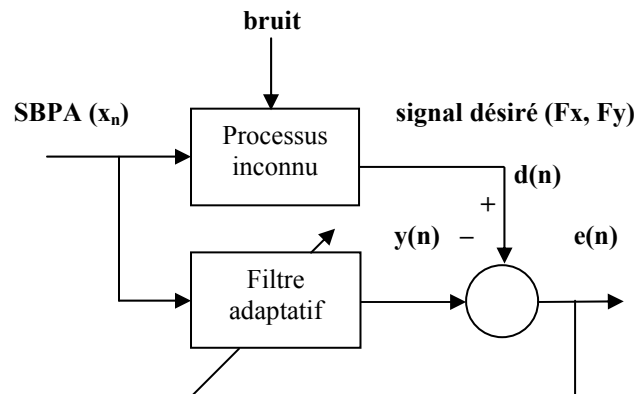 bruit
SBPA (xn)
signal désiré (Fx, Fy)
Processus
inconnu
d(n)
+
y(n)
−
e(n)
Filtre
adaptatif